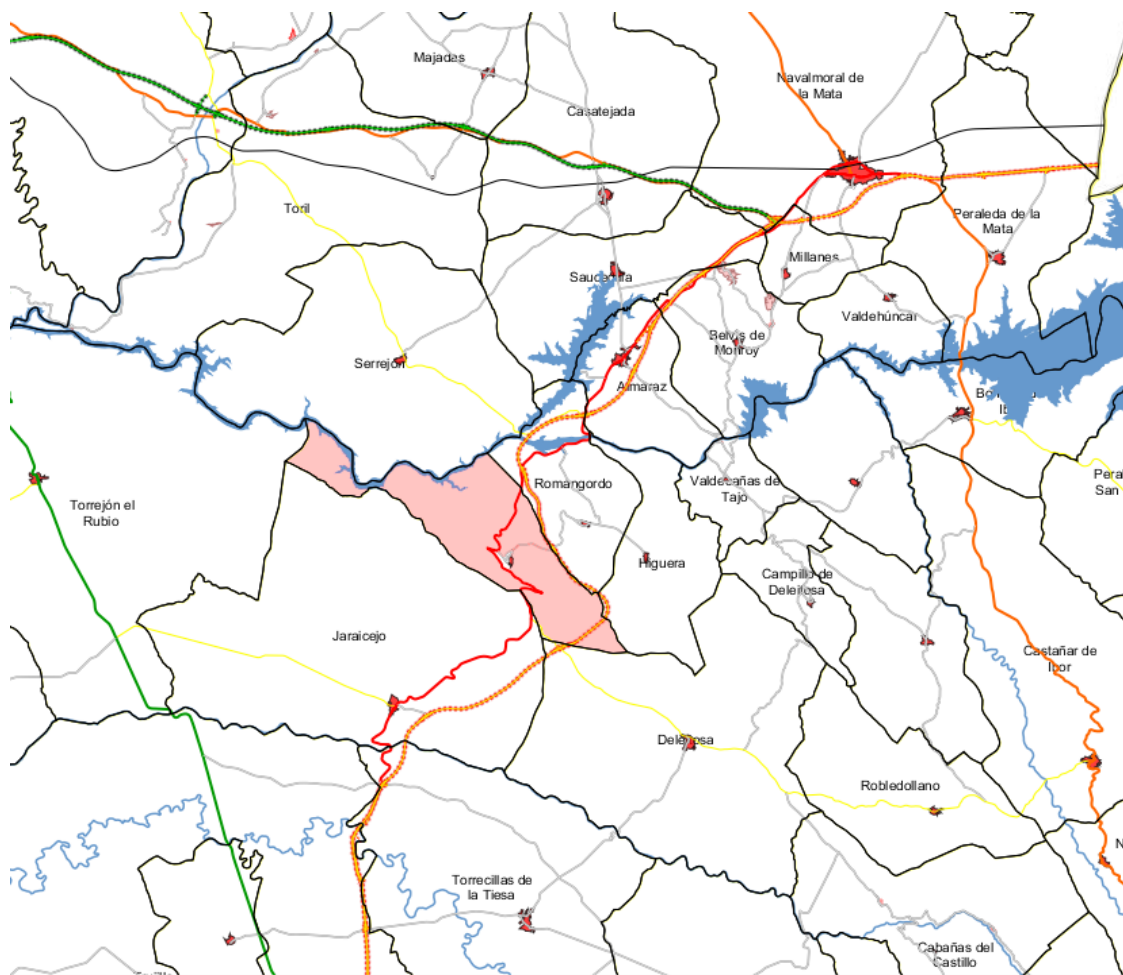 Majadas
Navalmoral de
la Mata
Casatejada
Toril
Peraleda de la
Mata
Millanes
Saucedilla
Valdehúncar
Belvís de
Monroy
Serrejón
Almaraz
Romangordo
Valdecañas de
Tajo
Torrejón el
Rubio
San
Higuera
Campillo de
Deleitosa
Jaraicejo
Castañar de
Ibor
Deleitosa
Robledollano
Torrecillas de
la Tiesa
Cabañas del
Castillo